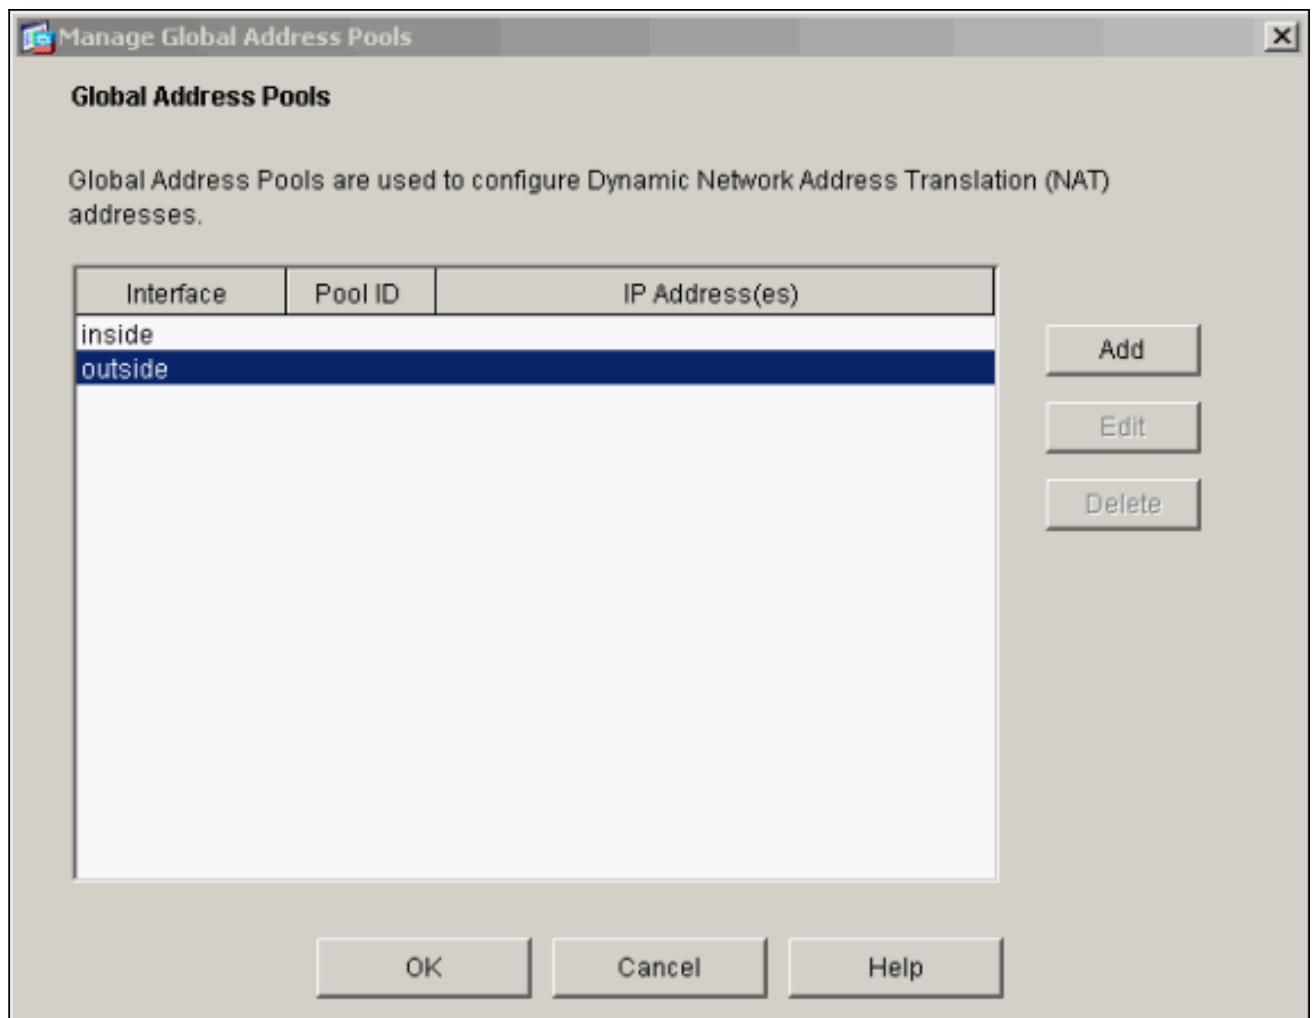 Manage Global Address Pools
Global Address Pools
Global Address Pools are used to configure Dynamic Network Address Translation (NAT)
addresses.
Interface Pool ID IP Address(es)
inside
outside
Add
Edit
Delete
OK Cancel Help